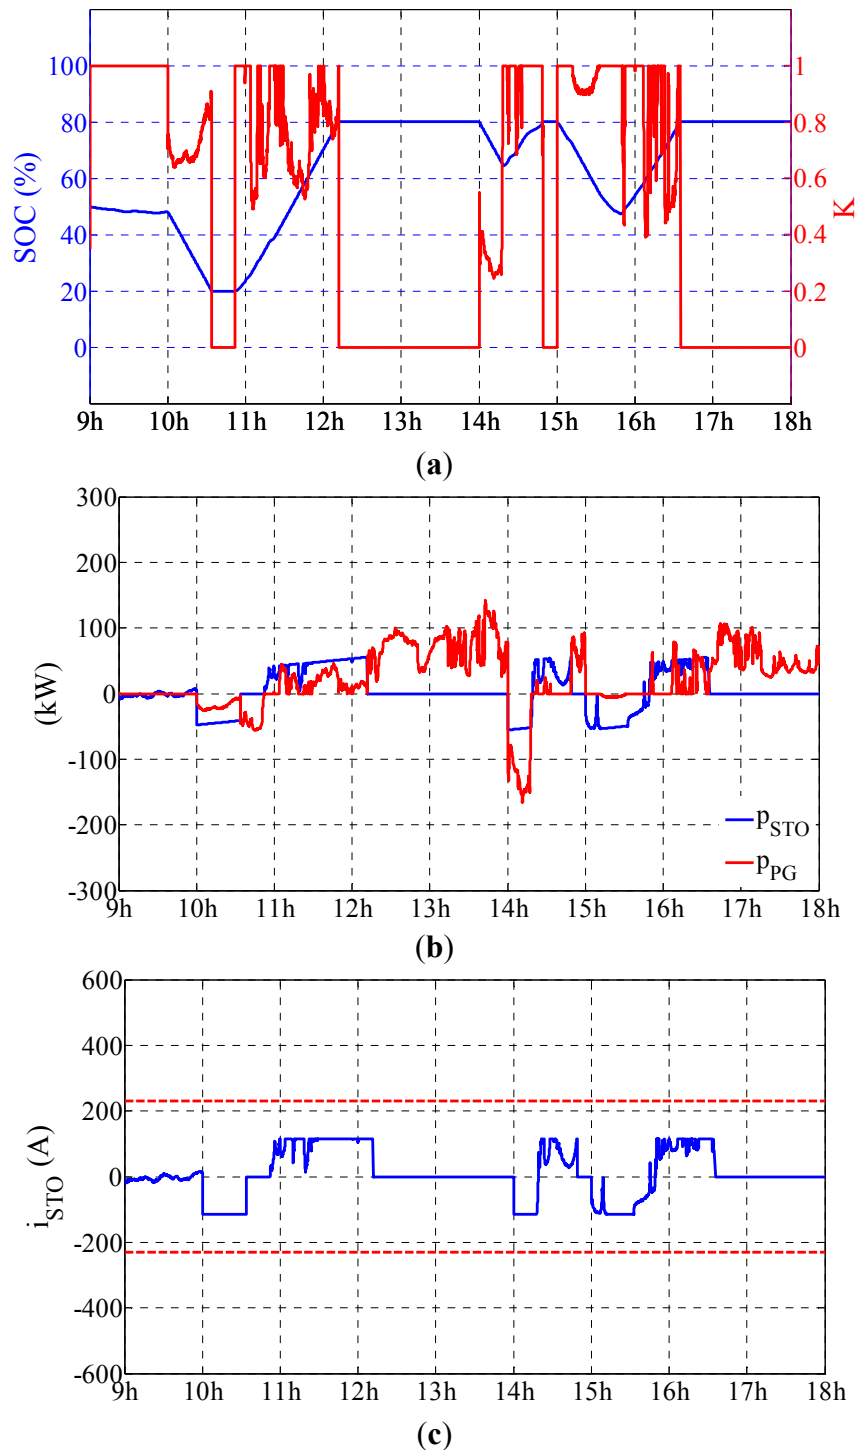 100 1
80 0.8
SOC (%) 60 0.6 K
40 0.4
20 0.2
0 0
9h 10h 11h 12h 13h 14h 15h 16h 17h 18h
(a)
300
200
100
(kW) 0
-100
-200 p_STO
p_PG
-300
9h 10h 11h 12h 13h 14h 15h 16h 17h 18h
(b)
600
400
200
i_STO (A) 0
-200
-400
-600
9h 10h 11h 12h 13h 14h 15h 16h 17h 18h
(c)